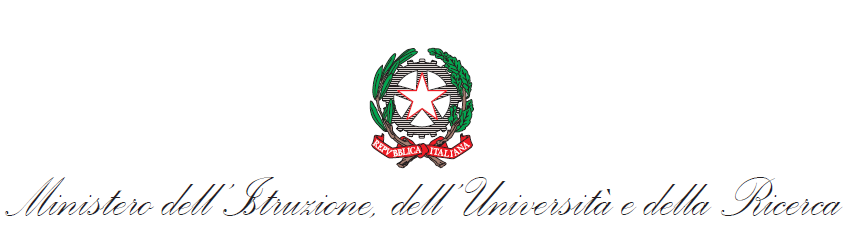 REPVBBLICA ITALIANA
Ministero dell'Istruzione, dell'Università e della Ricerca